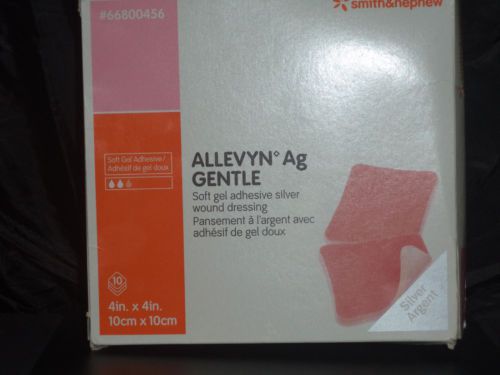 #66800456
smith&nephew
Soft Gel Adhesive/
Adhésif de gel doux
ALLEVYN◊ Ag
GENTLE
Soft gel adhesive silver
wound dressing
Pansement à l'argent avec
adhésif de gel doux
10
4in. x 4in.
10cm x 10cm
Silver
Argent